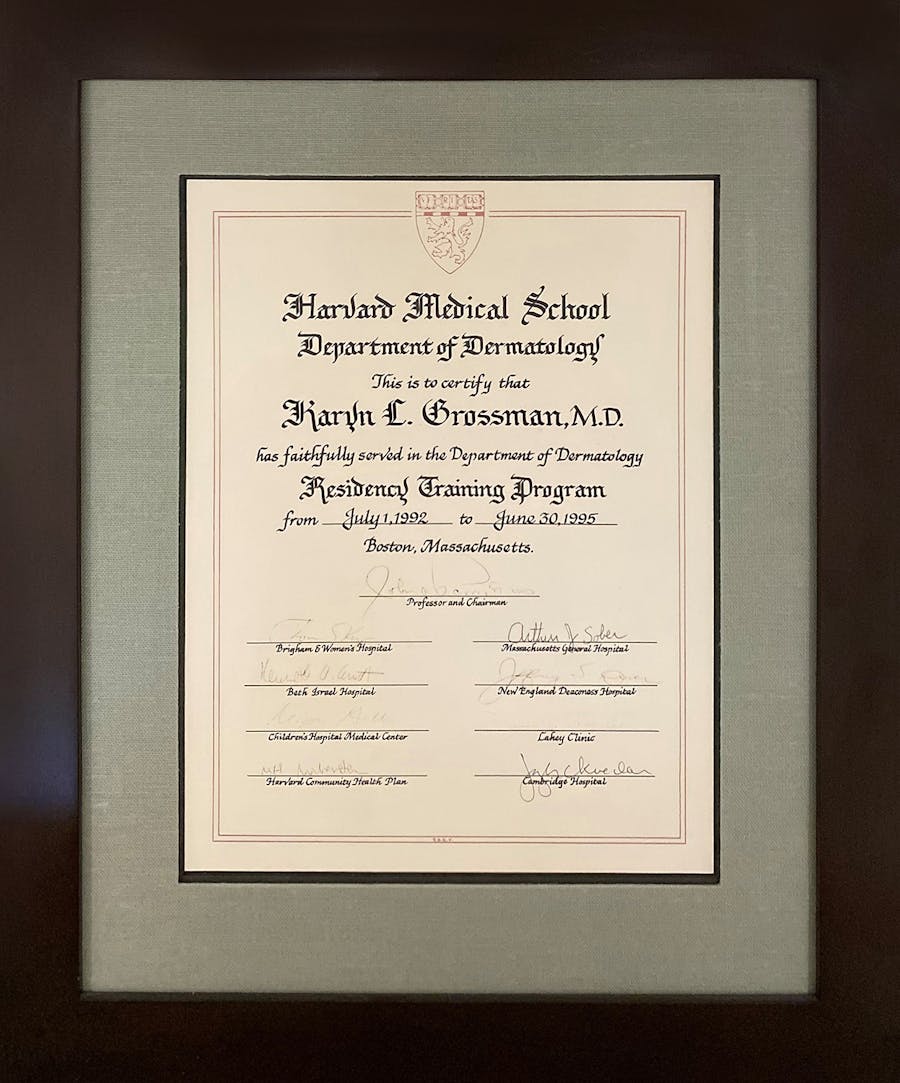 VE RI TAS
Harvard Medical School
Department of Dermatology
This is to certify that
Karyn L. Grossman, M.D.
has faithfully served in the Department of Dermatology
Residency Training Program
from July 1, 1992 to June 30, 1995
Boston, Massachusetts.
Professor and Chairman
Brigham & Women's Hospital
Arthur J Sober
Massachusetts General Hospital
Beth Israel Hospital
New England Deaconess Hospital
Children's Hospital Medical Center
Lahey Clinic
Harvard Community Health Plan
Cambridge Hospital